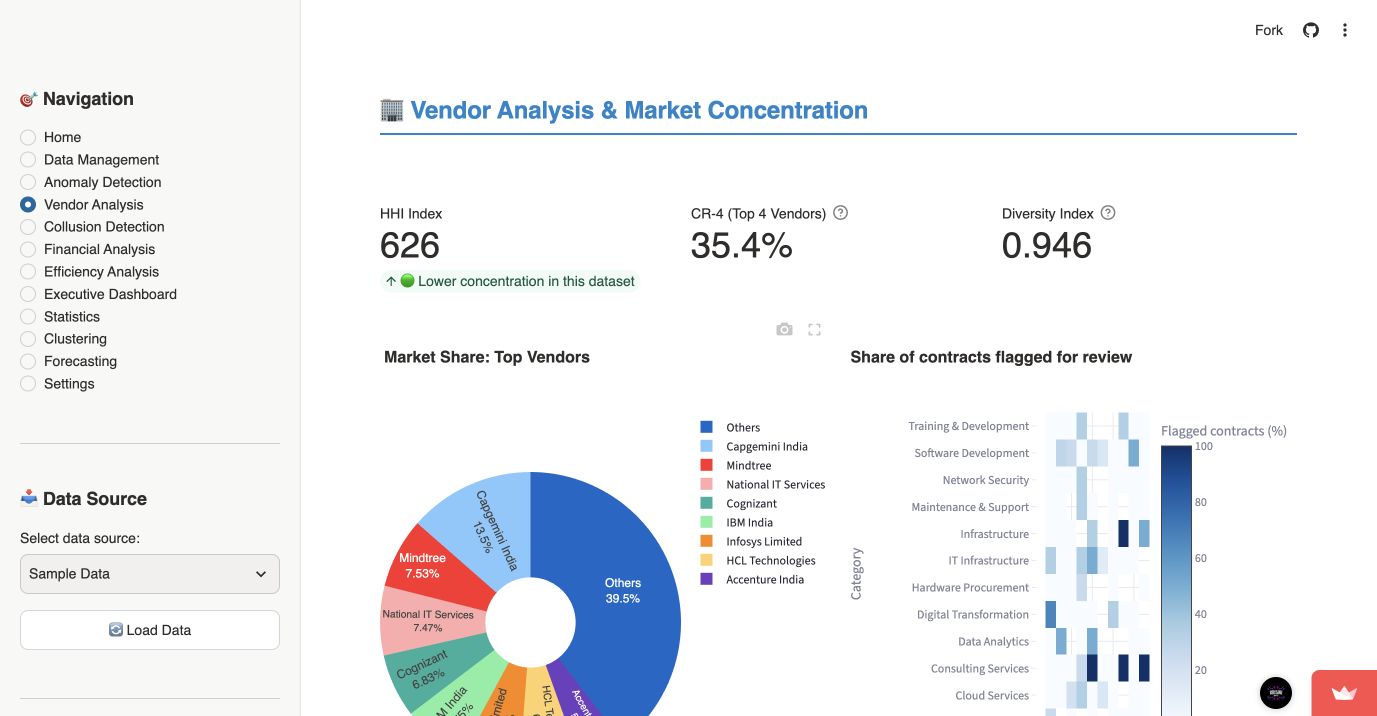 Fork
Navigation
Home
Data Management
Anomaly Detection
Vendor Analysis
Collusion Detection
Financial Analysis
Efficiency Analysis
Executive Dashboard
Statistics
Clustering
Forecasting
Settings
Data Source
Select data source:
Sample Data
Load Data
Vendor Analysis & Market Concentration
HHI Index
626
↑ Lower concentration in this dataset
CR-4 (Top 4 Vendors)
35.4%
Diversity Index
0.946
Market Share: Top Vendors
Others
39.5%
Capgemini India
13.5%
Mindtree
7.53%
National IT Services
7.47%
Cognizant
6.83%
Others
Capgemini India
Mindtree
National IT Services
Cognizant
IBM India
Infosys Limited
HCL Technologies
Accenture India
Share of contracts flagged for review
Category
Training & Development
Software Development
Network Security
Maintenance & Support
Infrastructure
IT Infrastructure
Hardware Procurement
Digital Transformation
Data Analytics
Consulting Services
Cloud Services
Flagged contracts (%)
100
80
60
40
20